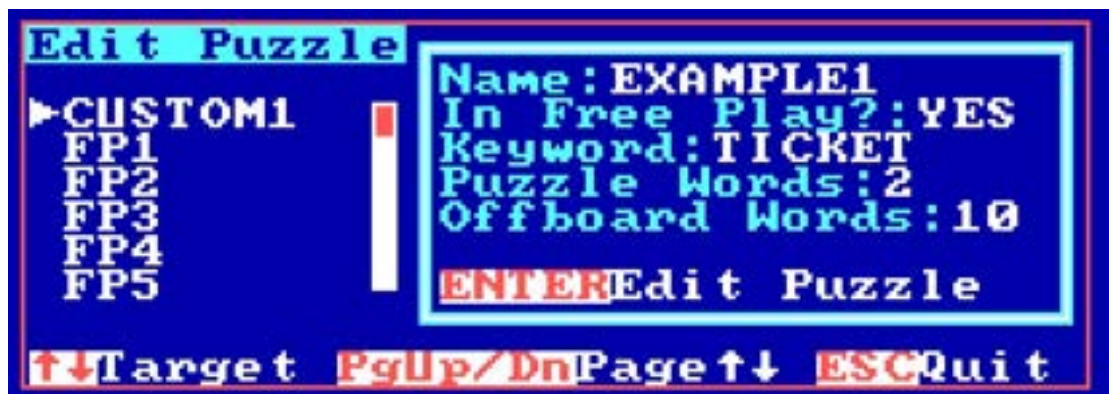 Edit Puzzle
►CUSTOM1
FP1
FP2
FP3
FP4
FP5
Name:EXAMPLE1
In Free Play?:YES
Keyword:TICKET
Puzzle Words:2
Offboard Words:10
ENTEREdit Puzzle
↑↓Target PgUp/DnPage↑↓ ESCQuit